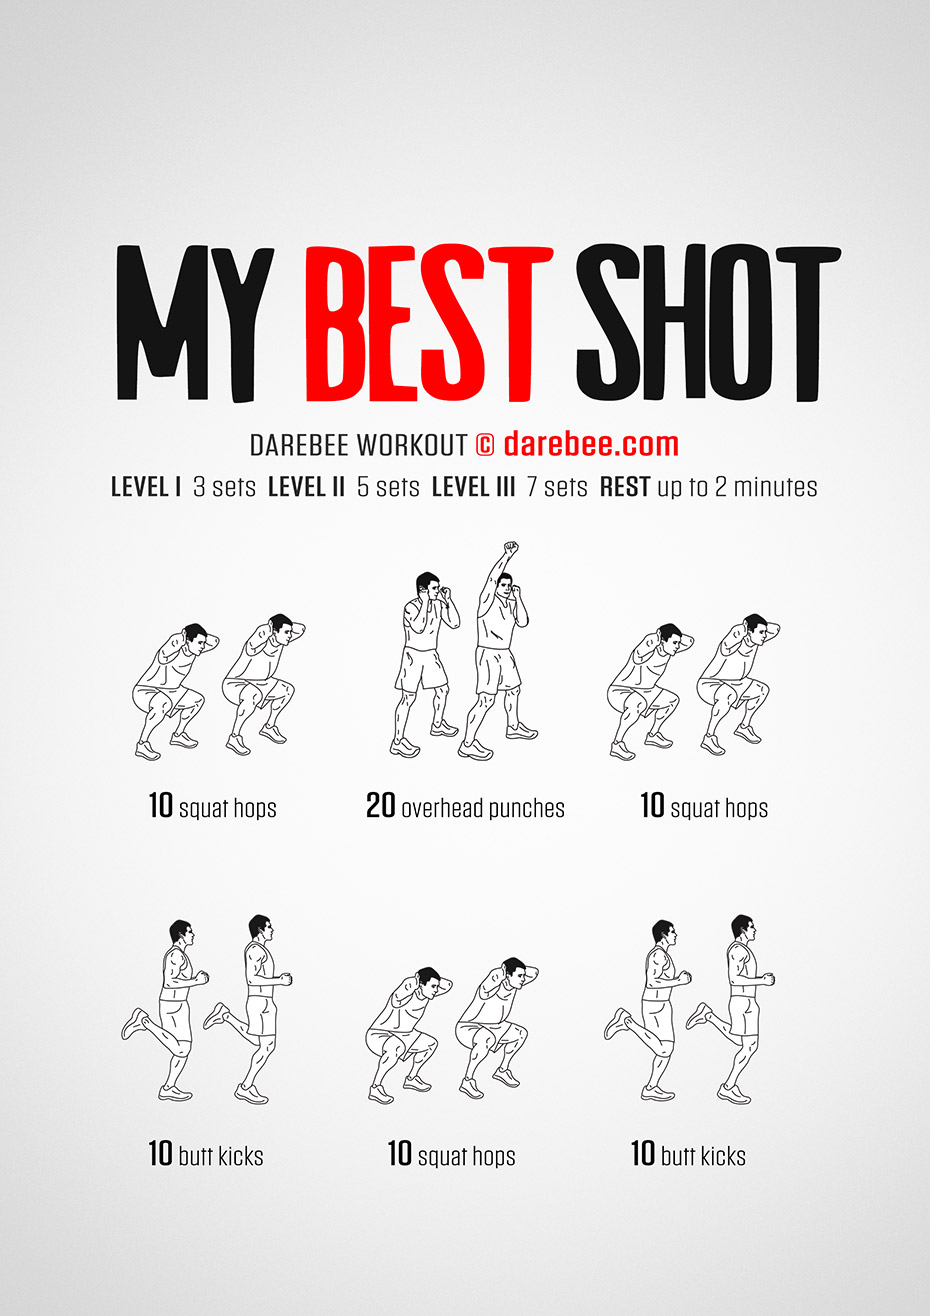 MY BEST SHOT
DAREBEE WORKOUT © darebee.com
LEVEL I 3 sets LEVEL II 5 sets LEVEL III 7 sets REST up to 2 minutes
10 squat hops
20 overhead punches
10 squat hops
10 butt kicks
10 squat hops
10 butt kicks